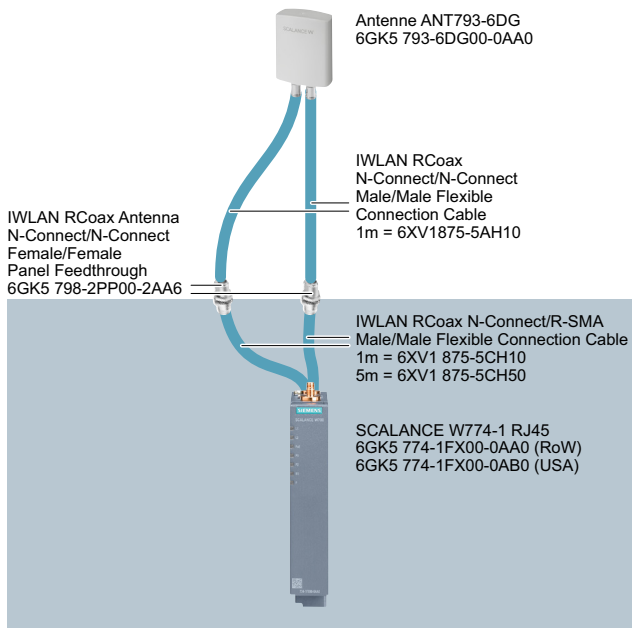 Antenne ANT793-6DG
6GK5 793-6DG00-0AA0
IWLAN RCoax
N-Connect/N-Connect
Male/Male Flexible
Connection Cable
1m = 6XV1875-5AH10
IWLAN RCoax Antenna
N-Connect/N-Connect
Female/Female
Panel Feedthrough
6GK5 798-2PP00-2AA6
IWLAN RCoax N-Connect/R-SMA
Male/Male Flexible Connection Cable
1m = 6XV1 875-5CH10
5m = 6XV1 875-5CH50
SIEMENS
SCALANCE W774-1 RJ45
6GK5 774-1FX00-0AA0 (RoW)
6GK5 774-1FX00-0AB0 (USA)